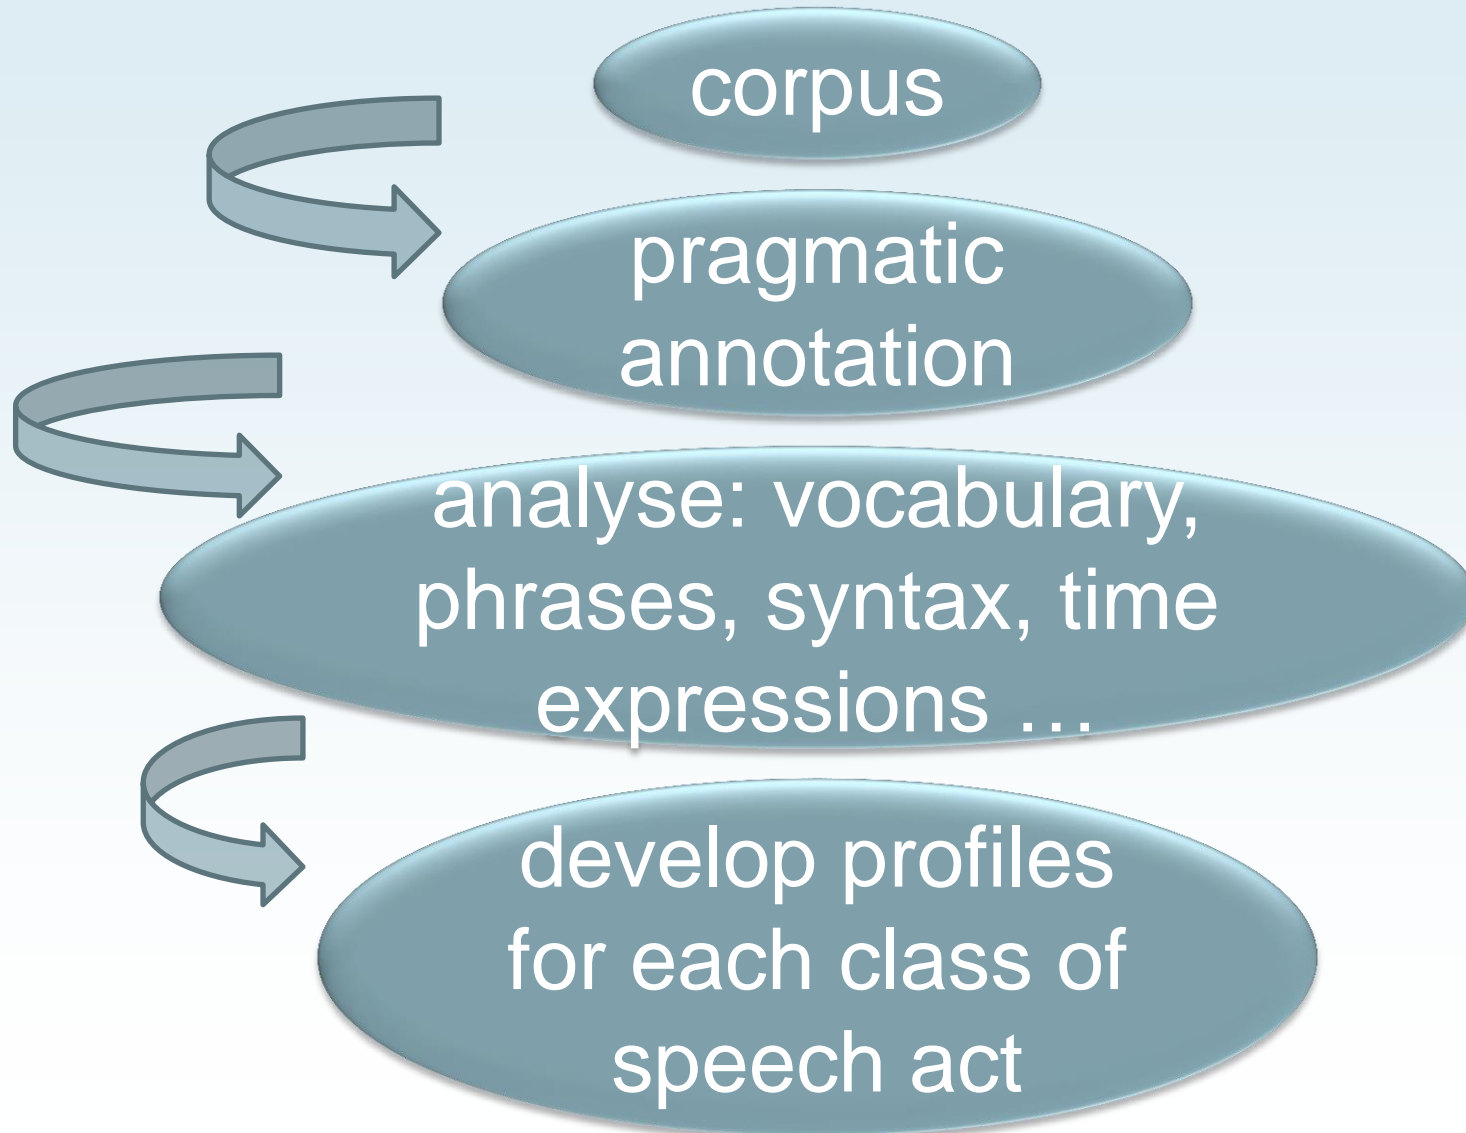 corpus
pragmatic
annotation
analyse: vocabulary,
phrases, syntax, time
expressions …
develop profiles
for each class of
speech act